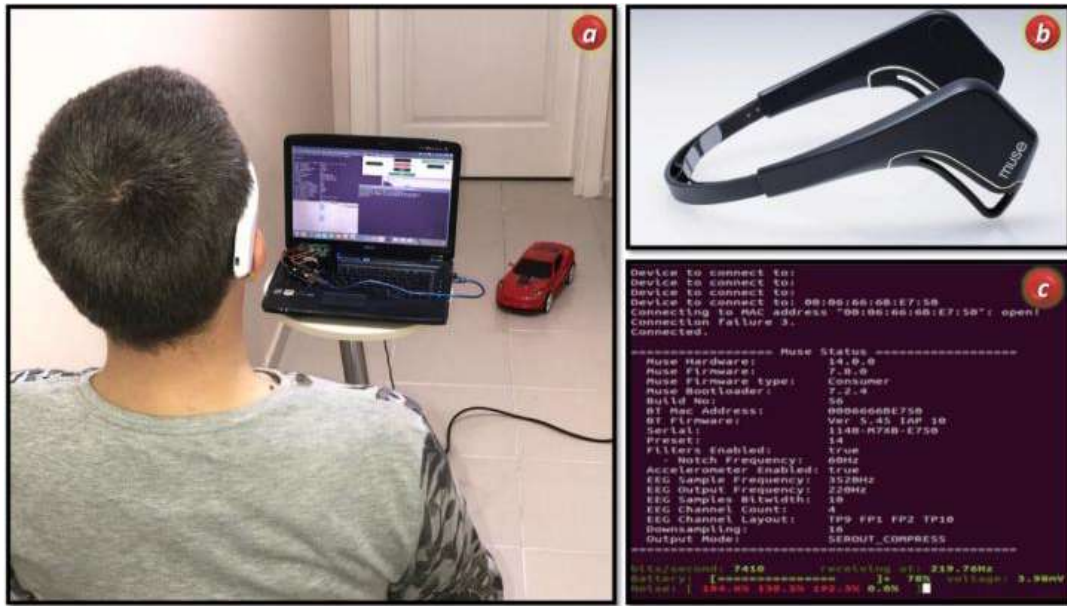 a
b
muse
c
Device to connect to:
Device to connect to:
Device to connect to:
Device to connect to: 00:06:66:6B:E7:50
Connecting to MAC address "00:06:66:6B:E7:50": open!
Connection failure 3.
Connected.
================== Muse Status ==================
Muse Hardware: 14.0.0
Muse Firmware: 7.8.0
Muse Firmware type: Consumer
Muse Bootloader: 7.2.4
Build No: 56
BT Mac Address: 0006666BE750
BT Firmware: Ver 5.45 IAP 10
Serial: 1148-M7XB-E750
Preset: 14
Filters Enabled: true
- Notch Frequency: 60Hz
Accelerometer Enabled: true
EEG Sample Frequency: 3520Hz
EEG Output Frequency: 220Hz
EEG Samples Bitwidth: 10
EEG Channel Count: 4
EEG Channel Layout: TP9 FP1 FP2 TP10
Downsampling: 16
Output Mode: SEROUT_COMPRESS
bits/second: 7410 receiving at: 219.76Hz
Battery: [=============== ]+ 78% voltage: 3.98mV
Noise: [ 0.0% ]